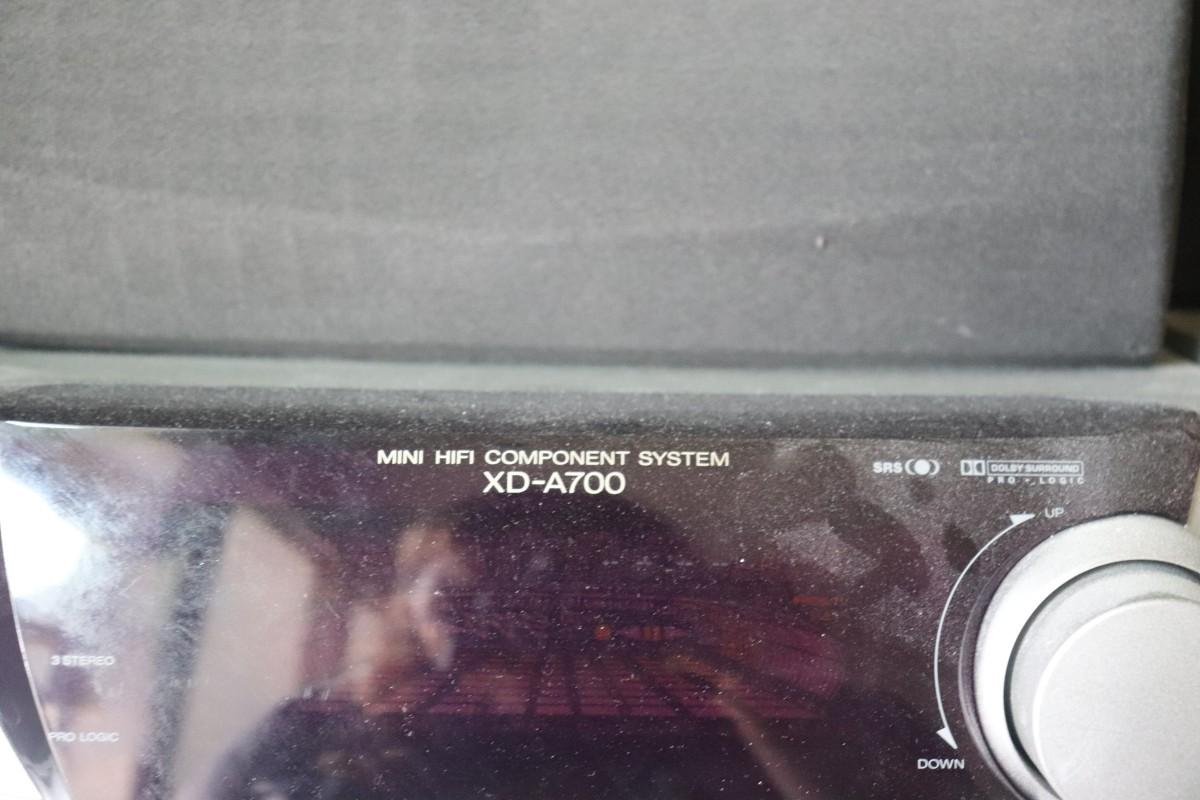 MINI HIFI COMPONENT SYSTEM
XD-A700
SRS
DOLBY SURROUND
PRO · LOGIC
UP
3 STEREO
PRO LOGIC
DOWN